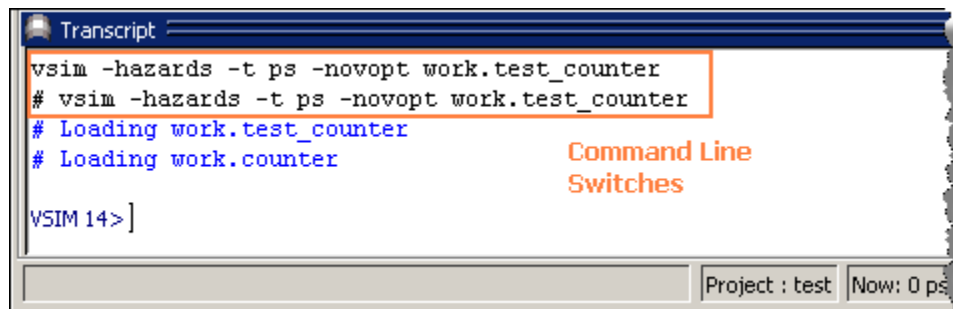 Transcript
vsim -hazards -t ps -novopt work.test_counter
# vsim -hazards -t ps -novopt work.test_counter
# Loading work.test_counter
# Loading work.counter
Command Line
Switches
VSIM 14>
Project : test Now: 0 ps